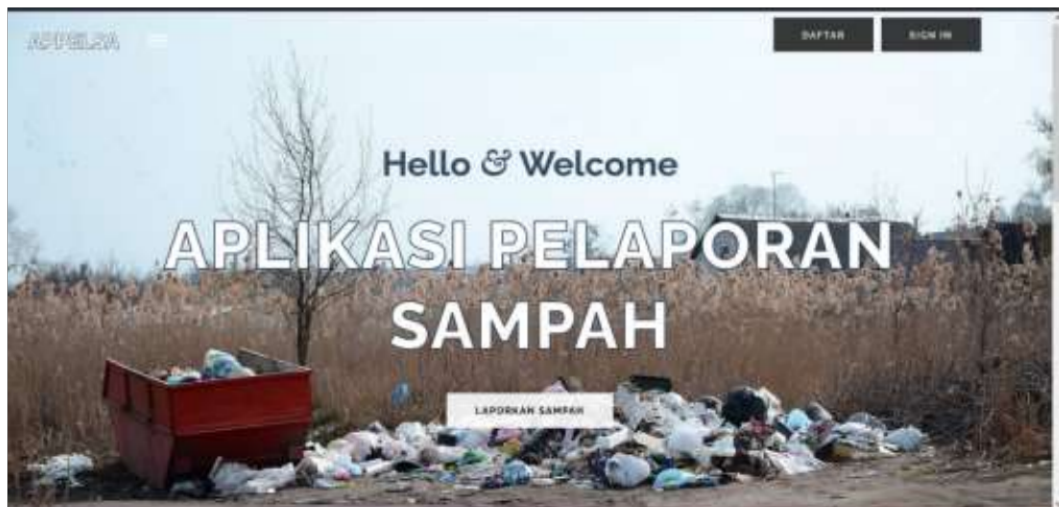 APPELSA
DAFTAR
SIGN IN
Hello & Welcome
APLIKASI PELAPORAN
SAMPAH
LAPORKAN SAMPAH